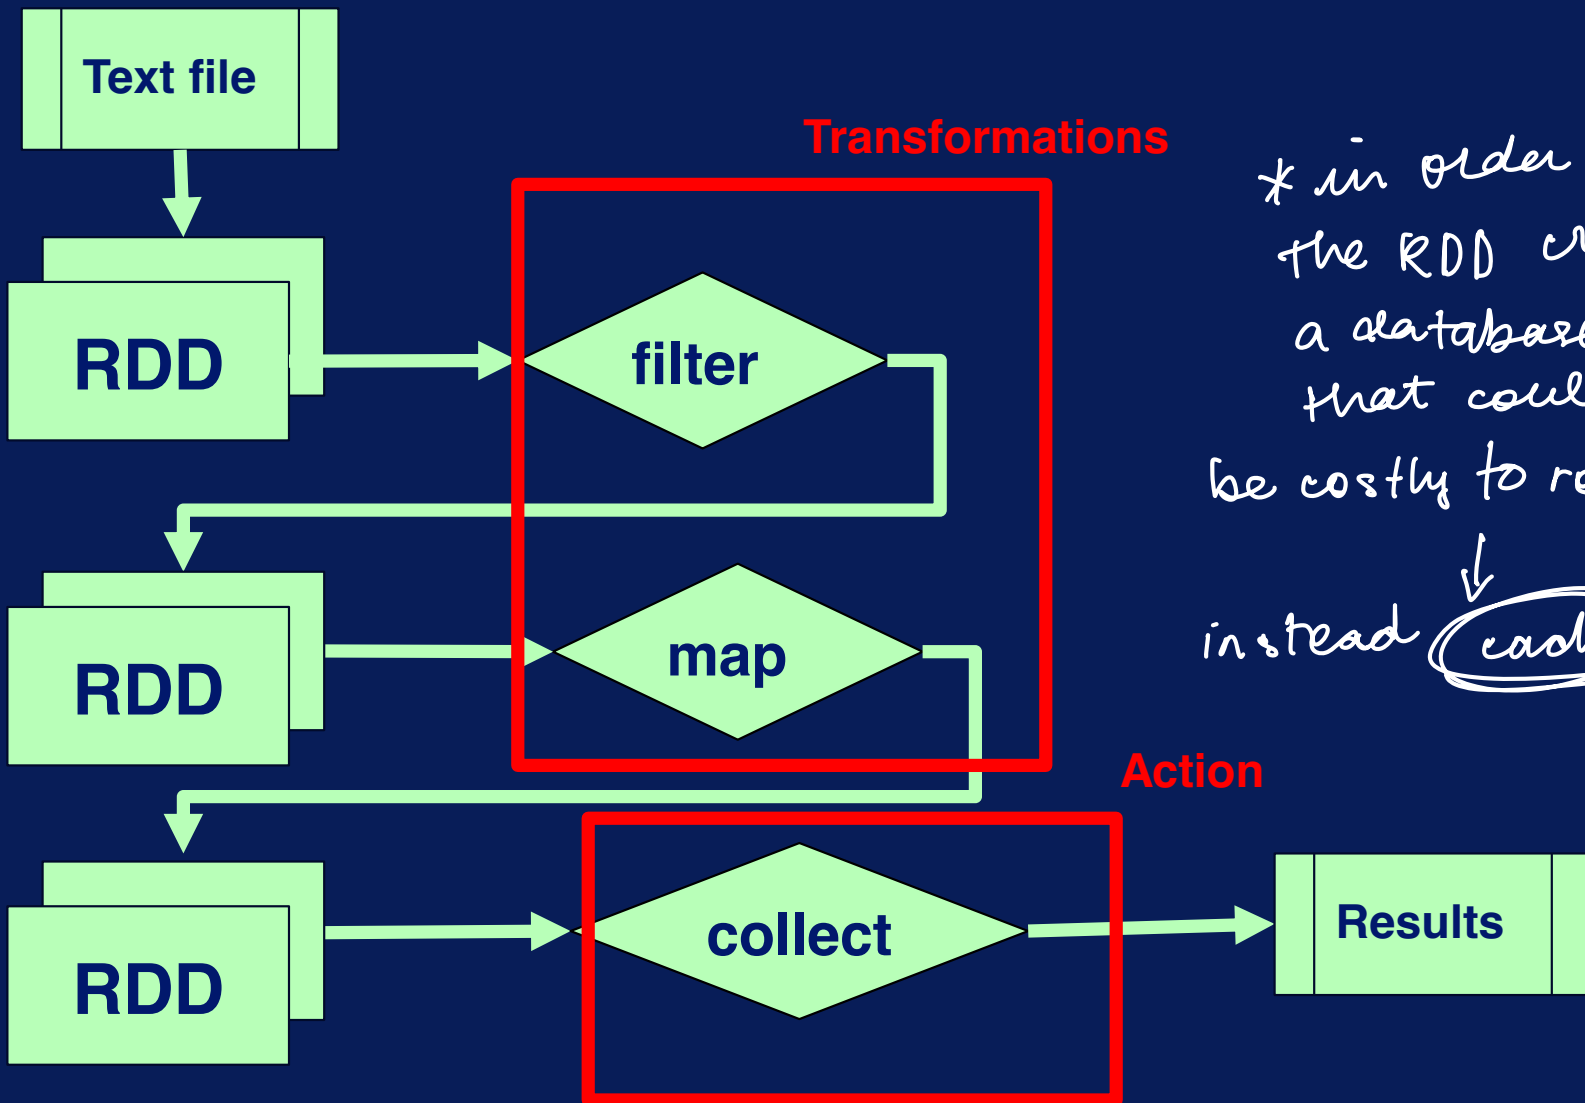 Text file
Transformations
* in order
the RDD
RDD
filter
a database
that
be costly to
RDD
map
instead
Action
RDD
collect
Results